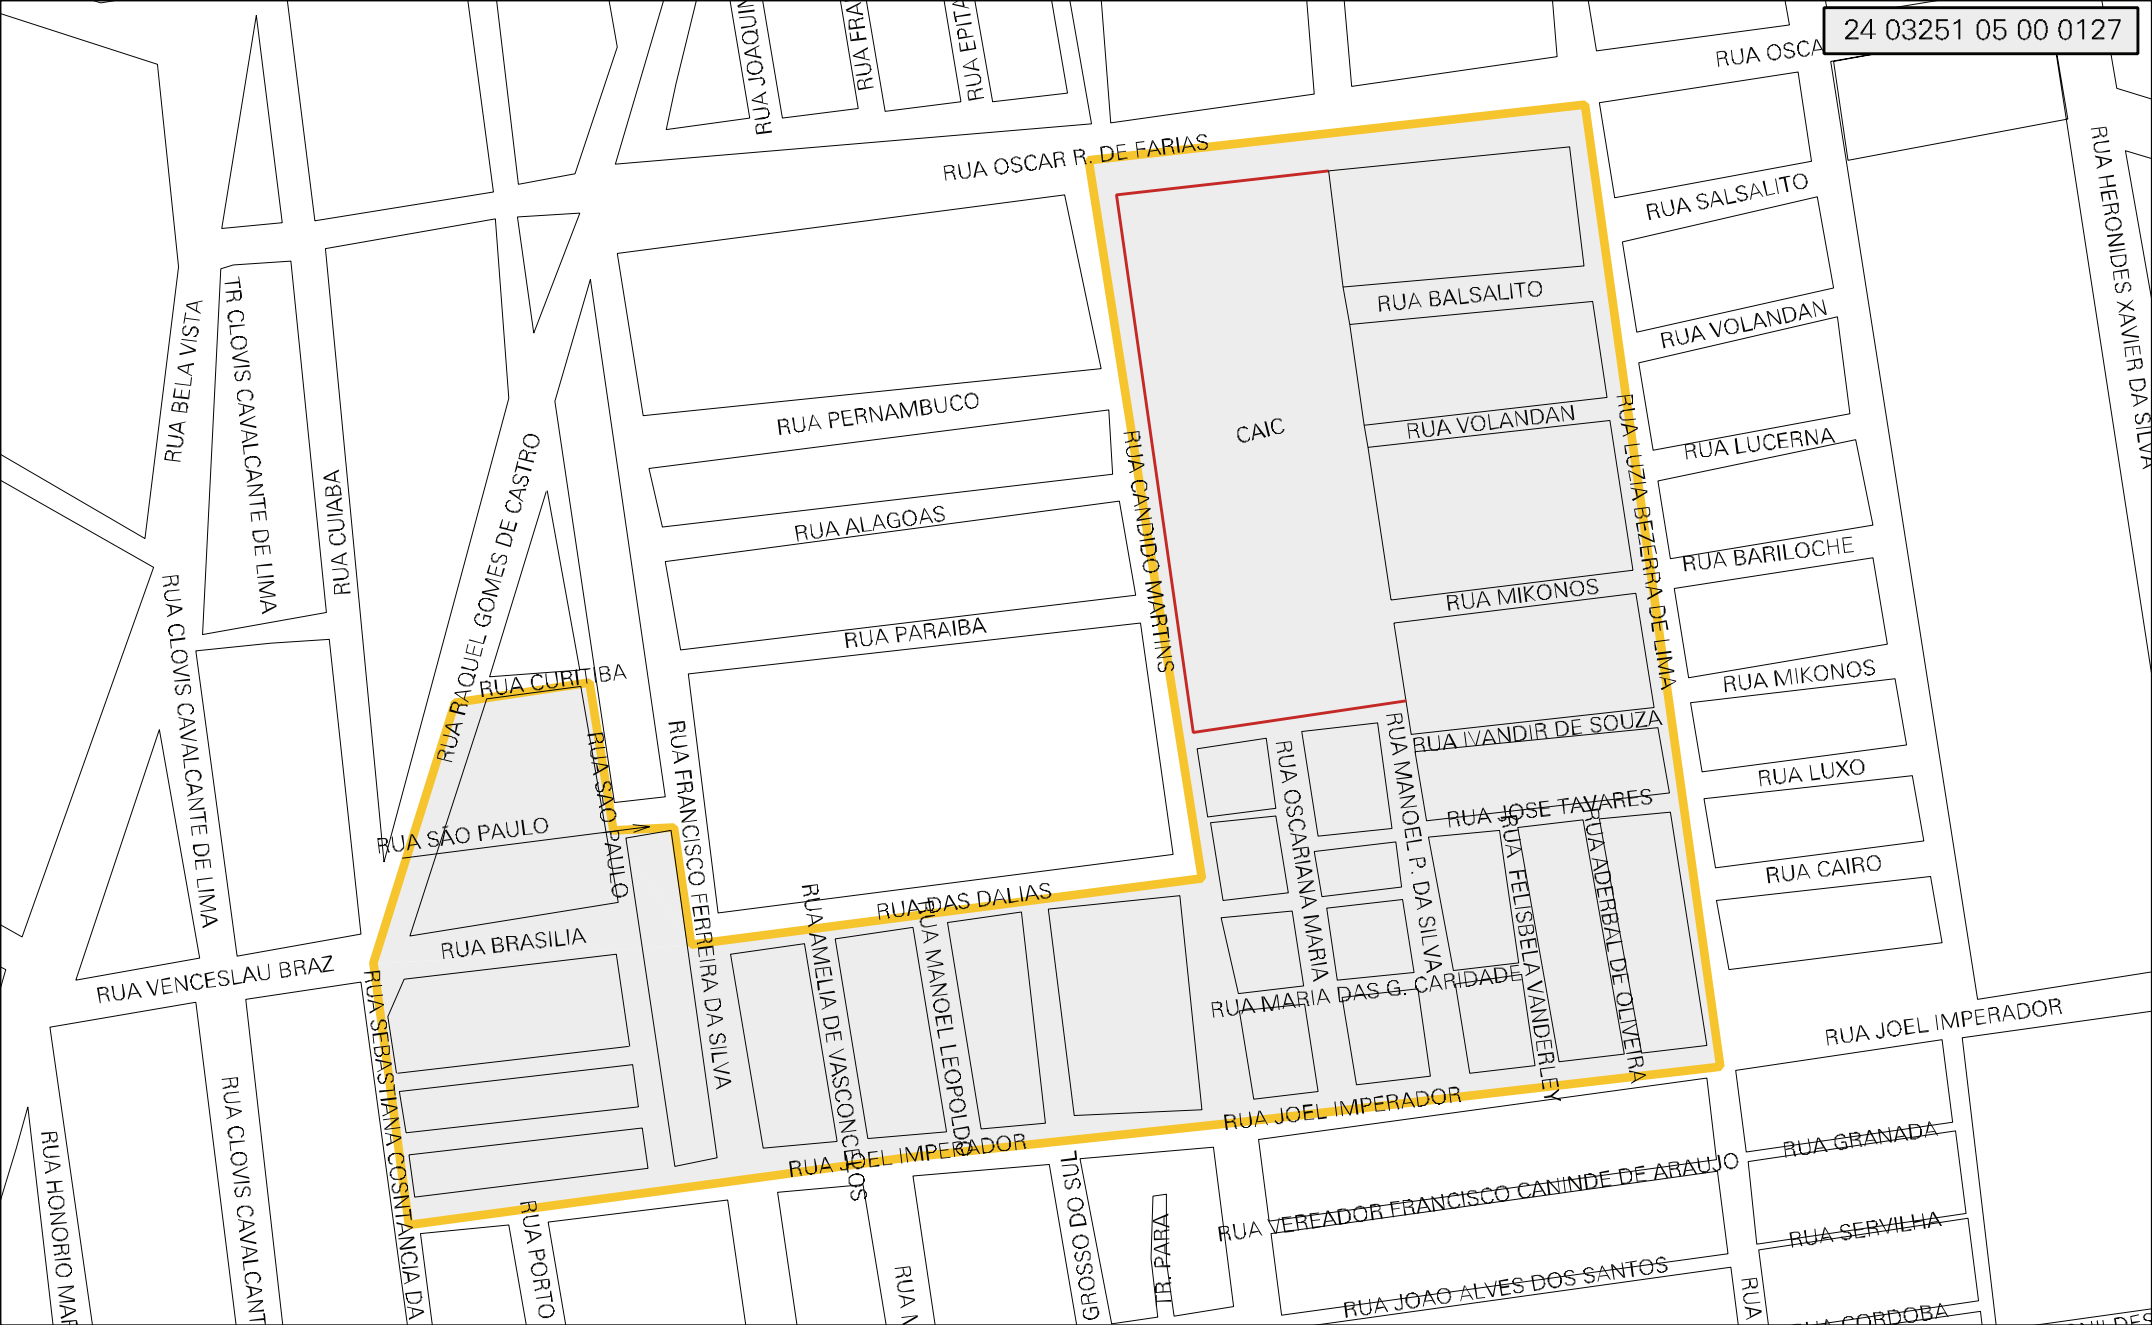 24 03251 05 00 0127
RUA JOAQUIM
RUA FRA
RUA EPITA
RUA OSCA
RUA OSCAR R. DE FARIAS
RUA SALSALITO
RUA HERONIDES XAVIER DA SILVA
RUA BELA VISTA
TR CLOVIS CAVALCANTE DE LIMA
RUA BALSALITO
RUA VOLANDAN
RUA PERNAMBUCO
RUA VOLANDAN
CAIC
RUA LUCERNA
RUA CUIABA
RUA RAQUEL GOMES DE CASTRO
RUA ALAGOAS
RUA CANDIDO MARTINS
RUA LUZIA BEZERRA DE LIMA
RUA BARILOCHE
RUA MIKONOS
RUA CLOVIS CAVALCANTE DE LIMA
RUA PARAIBA
RUA CURITIBA
RUA MIKONOS
RUA IVANDIR DE SOUZA
RUA SAO PAULO
RUA FRANCISCO FERREIRA DA SILVA
RUA OSCARIANA MARIA
RUA MANOEL P. DA SILVA
RUA LUXO
RUA JOSE TAVARES
RUA SÃO PAULO
RUA FELISBELA VANDERLEY
RUA ADERBAL DE OLIVEIRA
RUA CAIRO
RUA DAS DALIAS
RUA AMELIA DE VASCONCELOS
RUA MANOEL LEOPOLDO
RUA BRASILIA
RUA VENCESLAU BRAZ
RUA MARIA DAS G. CARIDADE
RUA SEBASTIANA COSNTANCIA DA
RUA JOEL IMPERADOR
RUA JOEL IMPERADOR
RUA JOEL IMPERADOR
RUA GRANADA
RUA HONORIO MAR
RUA CLOVIS CAVALCANT
RUA PORTO
GROSSO DO SUL
TR. PARA
RUA VEREADOR FRANCISCO CANINDE DE ARAUJO
RUA SERVILHA
RUA JOAO ALVES DOS SANTOS
RUA
RUA CORDOBA